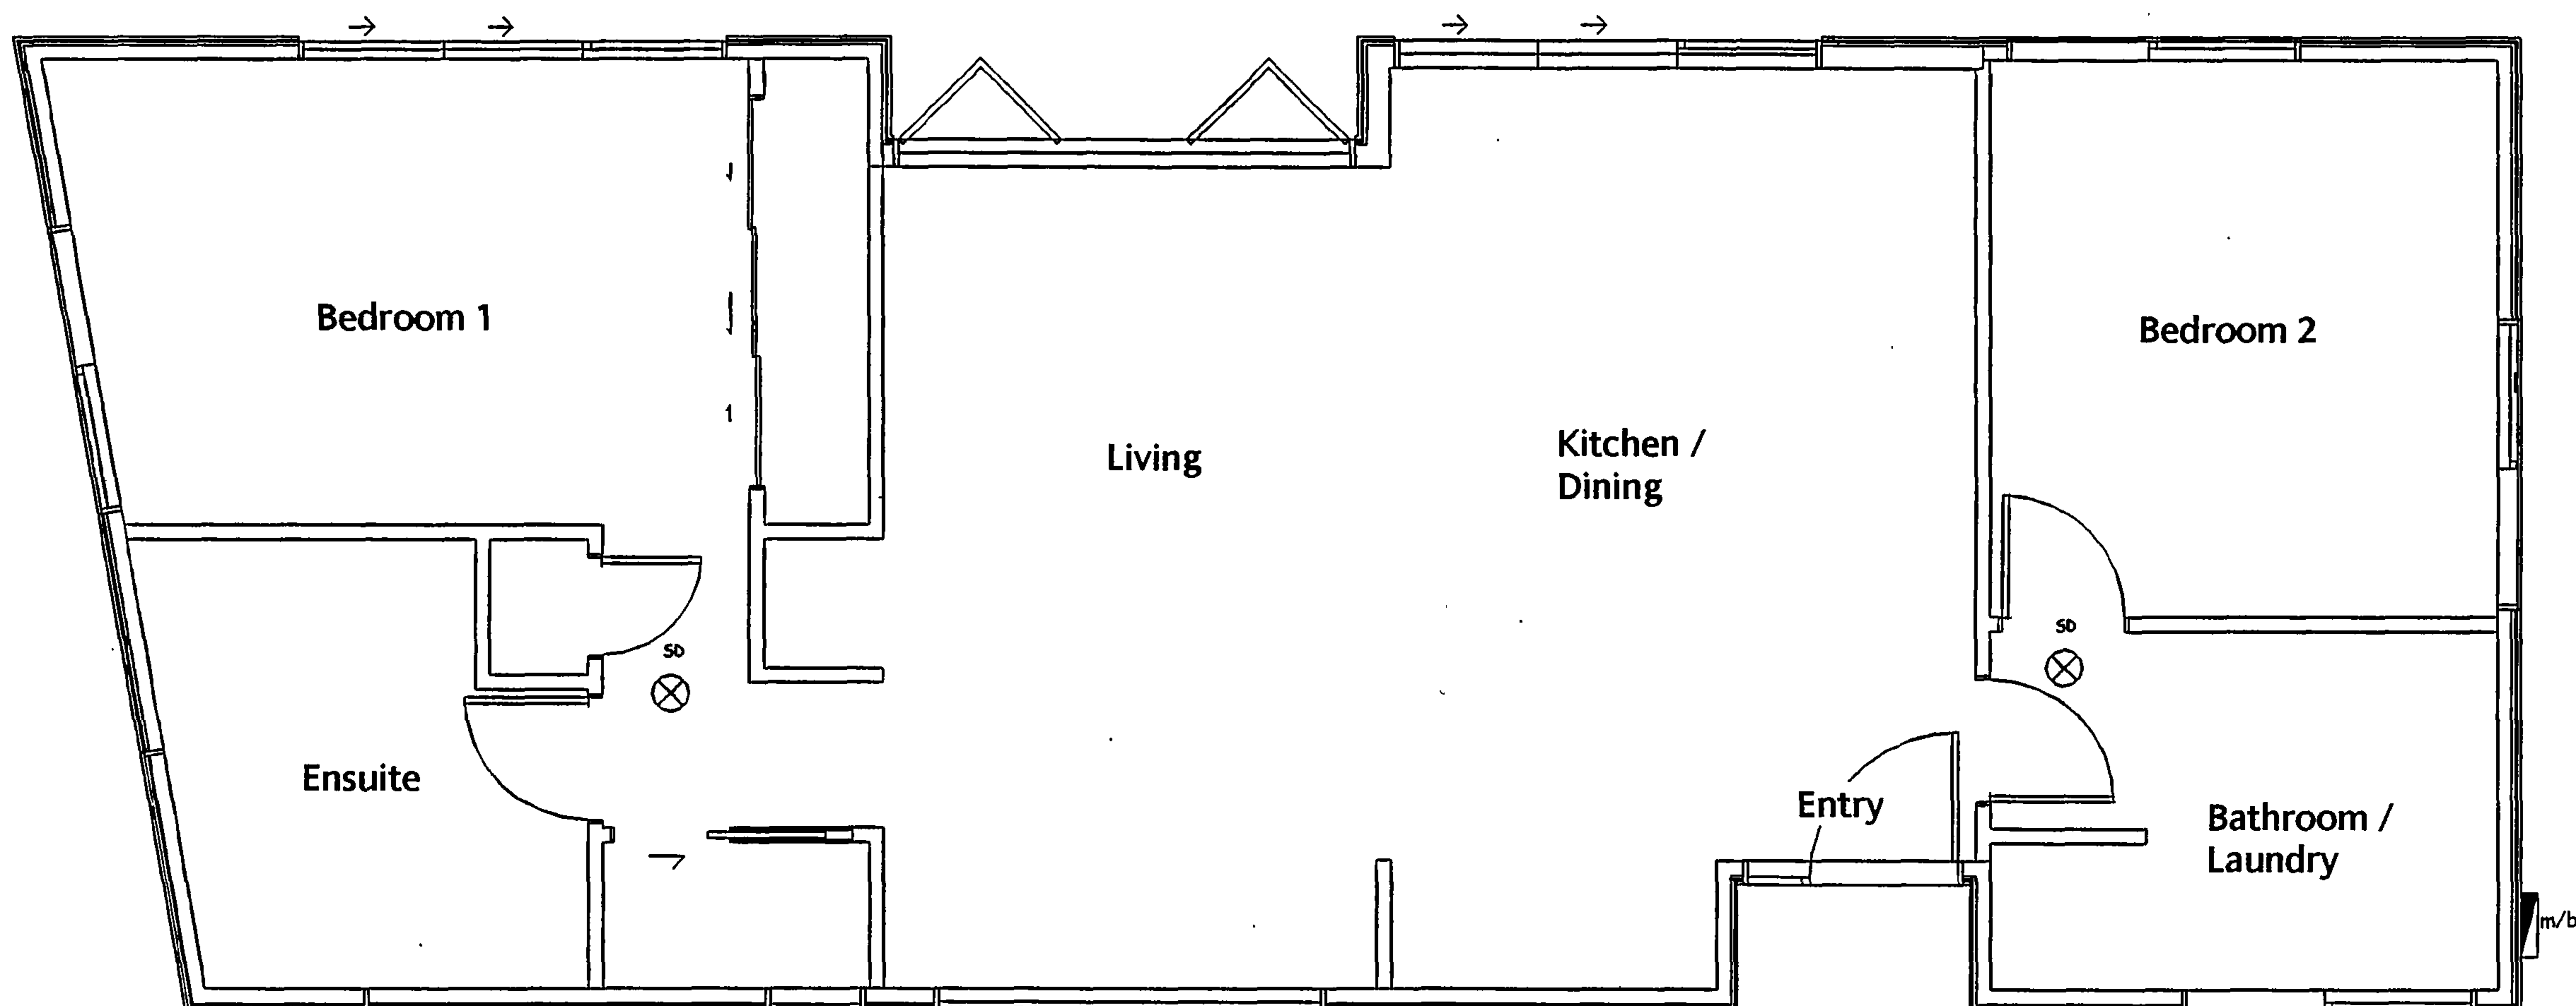 Bedroom 1
Bedroom 2
Living
Kitchen /
Dining
SD
SD
Ensuite
Entry
Bathroom /
Laundry
m/b